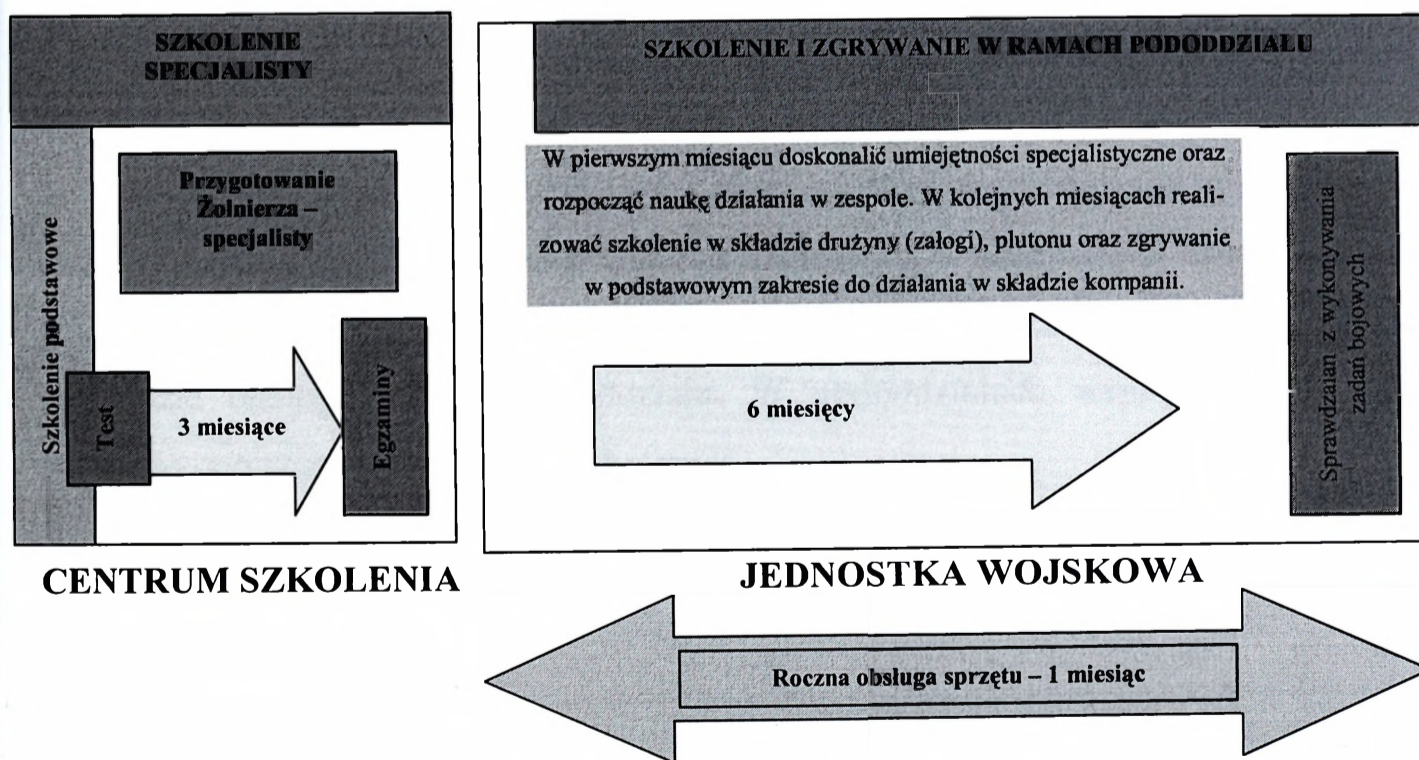 SZKOLENIE
SPECJALISTY
Szkolenie podstawowe
Przygotowanie
Żołnierza –
specjalisty
Test
3 miesiące
Egzaminy
CENTRUM SZKOLENIA
SZKOLENIE I ZGRYWANIE W RAMACH PODODDZIAŁU
W pierwszym miesiącu doskonalić umiejętności specjalistyczne oraz
rozpocząć naukę działania w zespole. W kolejnych miesiącach reali-
zować szkolenie w składzie drużyny (załogi), plutonu oraz zgrywanie
w podstawowym zakresie do działania w składzie kompanii.
6 miesięcy
Sprawdzaian z wykonywania
zadań bojowych
JEDNOSTKA WOJSKOWA
Roczna obsługa sprzętu – 1 miesiąc